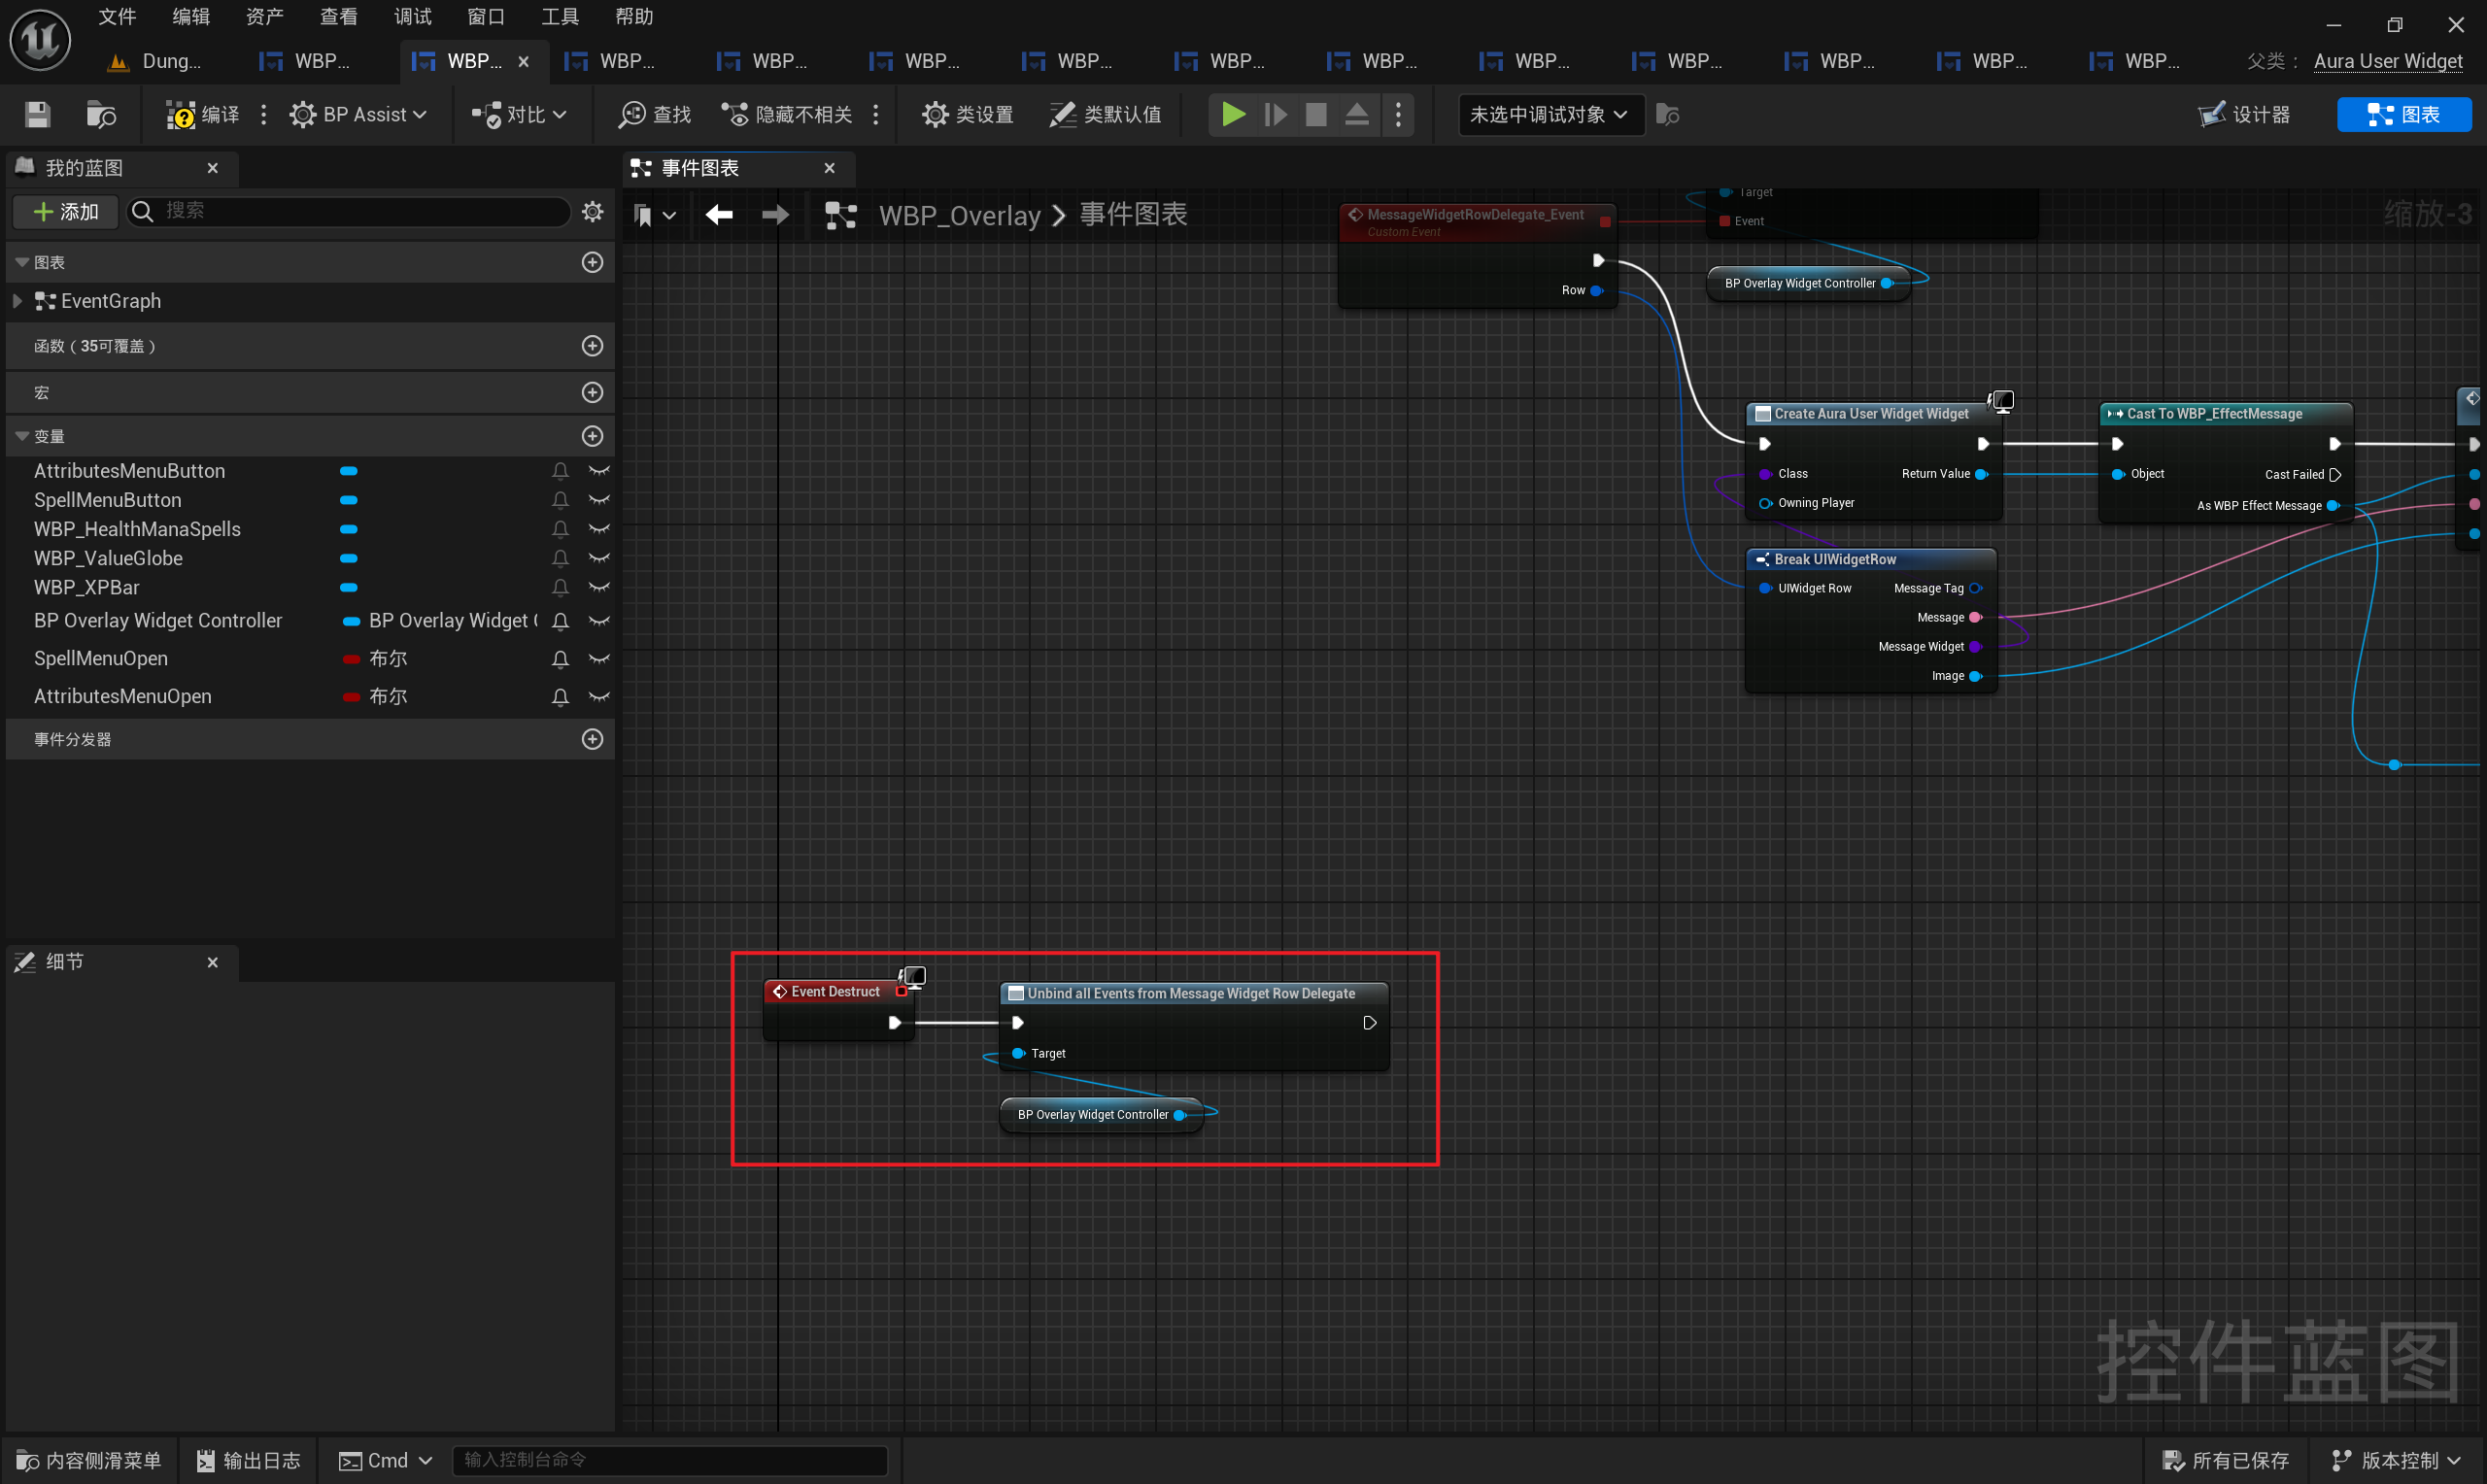 文件 编辑 资产 查看 调试 窗口 工具 帮助
Dung... WBP... WBP... WBP... WBP... WBP... WBP... WBP... WBP... WBP... WBP... WBP... WBP... WBP... 父类： Aura User Widget
编译 BP Assist 对比 查找 隐藏不相关 类设置 类默认值 未选中调试对象 设计器 图表
我的蓝图
添加 搜索
图表
EventGraph
函数（35可覆盖）
宏
变量
AttributesMenuButton
SpellMenuButton
WBP_HealthManaSpells
WBP_ValueGlobe
WBP_XPBar
BP Overlay Widget Controller BP Overlay Widget
SpellMenuOpen 布尔
AttributesMenuOpen 布尔
事件分发器
细节
事件图表
WBP_Overlay 事件图表
缩放-3
MessageWidgetRowDelegate_Event
Custom Event
Row
Target
Event
BP Overlay Widget Controller
Create Aura User Widget Widget
Class Return Value
Owning Player
Cast To WBP_EffectMessage
Object Cast Failed
As WBP Effect Message
Break UIWidgetRow
UIWidget Row Message Tag
Message
Message Widget
Image
Event Destruct
Unbind all Events from Message Widget Row Delegate
Target
BP Overlay Widget Controller
控件蓝图
内容侧滑菜单 输出日志 Cmd 输入控制台命令 所有已保存 版本控制